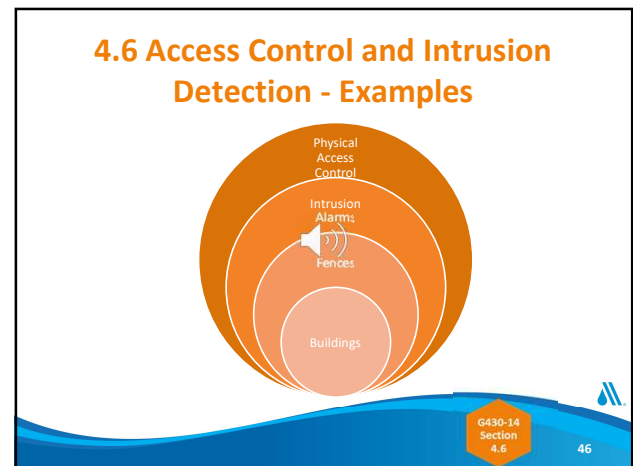 4.6 Access Control and Intrusion
Detection - Examples
Physical
Access
Control
Intrusion
Alarms
Fences
Buildings
G430-14
Section
4.6
46